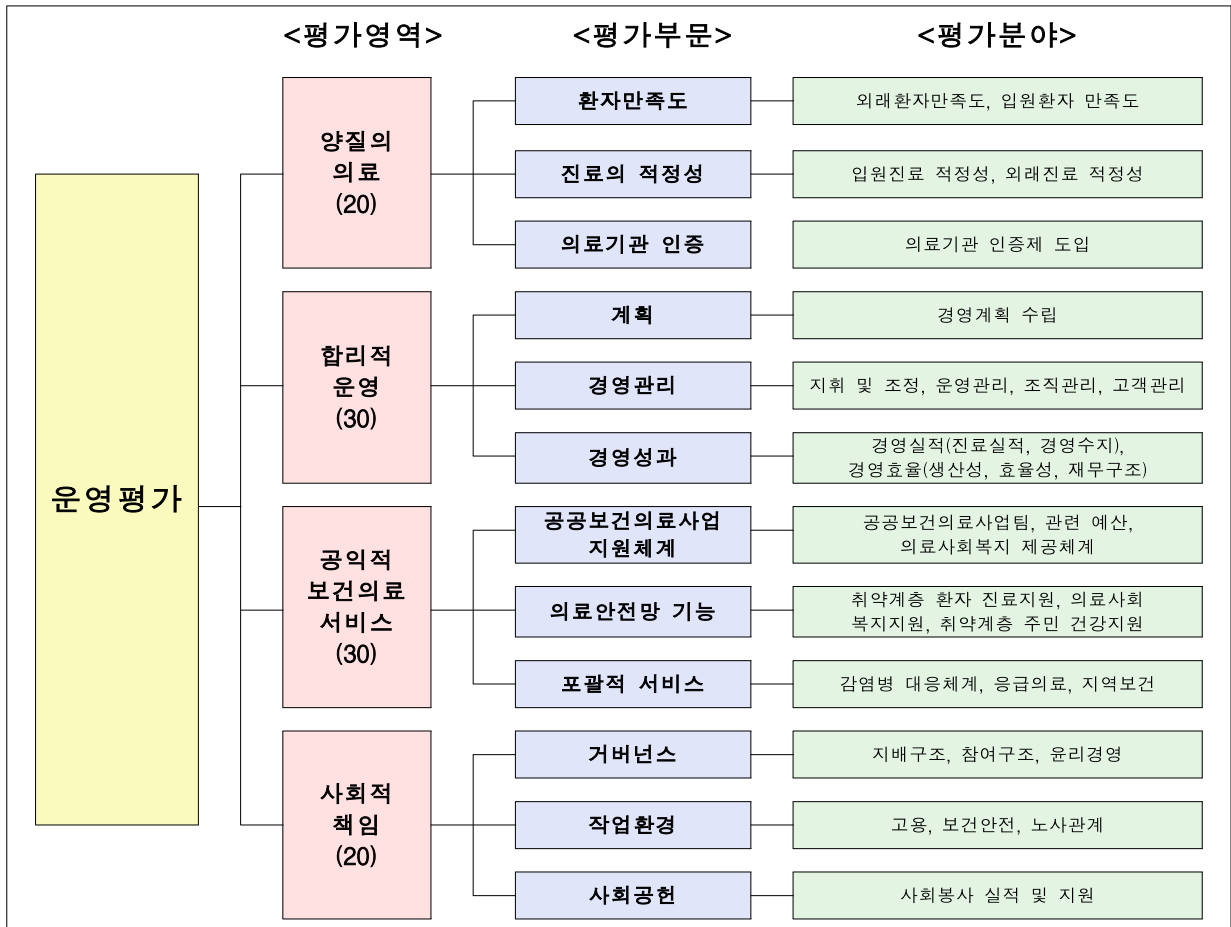 <평가영역> <평가부문> <평가분야>
운영평가
양질의
의료
(20)
환자만족도
외래환자만족도, 입원환자 만족도
진료의 적정성
입원진료 적정성, 외래진료 적정성
의료기관 인증
의료기관 인증제 도입
합리적
운영
(30)
계획
경영계획 수립
경영관리
지휘 및 조정, 운영관리, 조직관리, 고객관리
경영성과
경영실적(진료실적, 경영수지),
경영효율(생산성, 효율성, 재무구조)
공익적
보건의료
서비스
(30)
공공보건의료사업
지원체계
공공보건의료사업팀, 관련 예산,
의료사회복지 제공체계
의료안전망 기능
취약계층 환자 진료지원, 의료사회
복지지원, 취약계층 주민 건강지원
포괄적 서비스
감염병 대응체계, 응급의료, 지역보건
사회적
책임
(20)
거버넌스
지배구조, 참여구조, 윤리경영
작업환경
고용, 보건안전, 노사관계
사회공헌
사회봉사 실적 및 지원